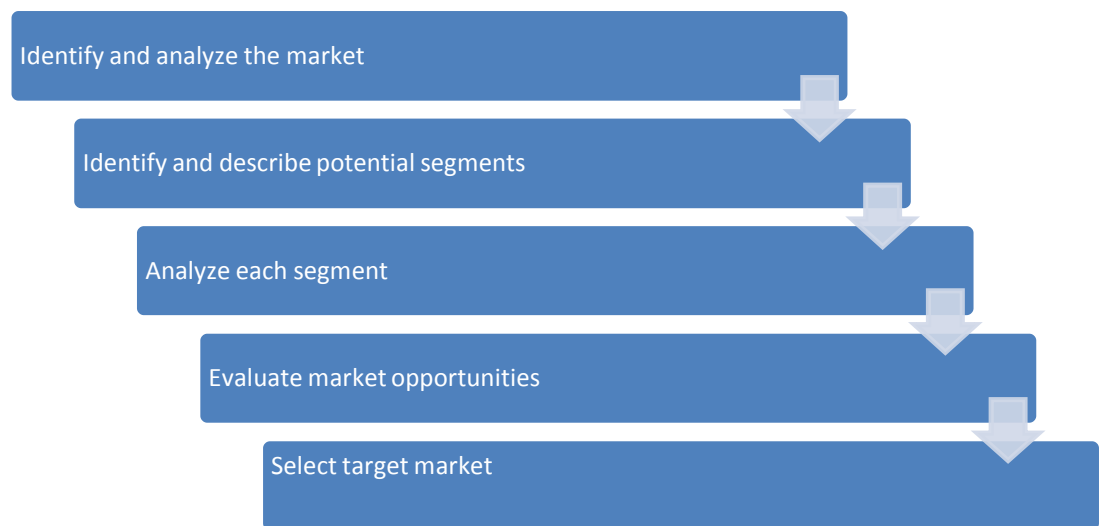 Identify and analyze the market
Identify and describe potential segments
Analyze each segment
Evaluate market opportunities
Select target market